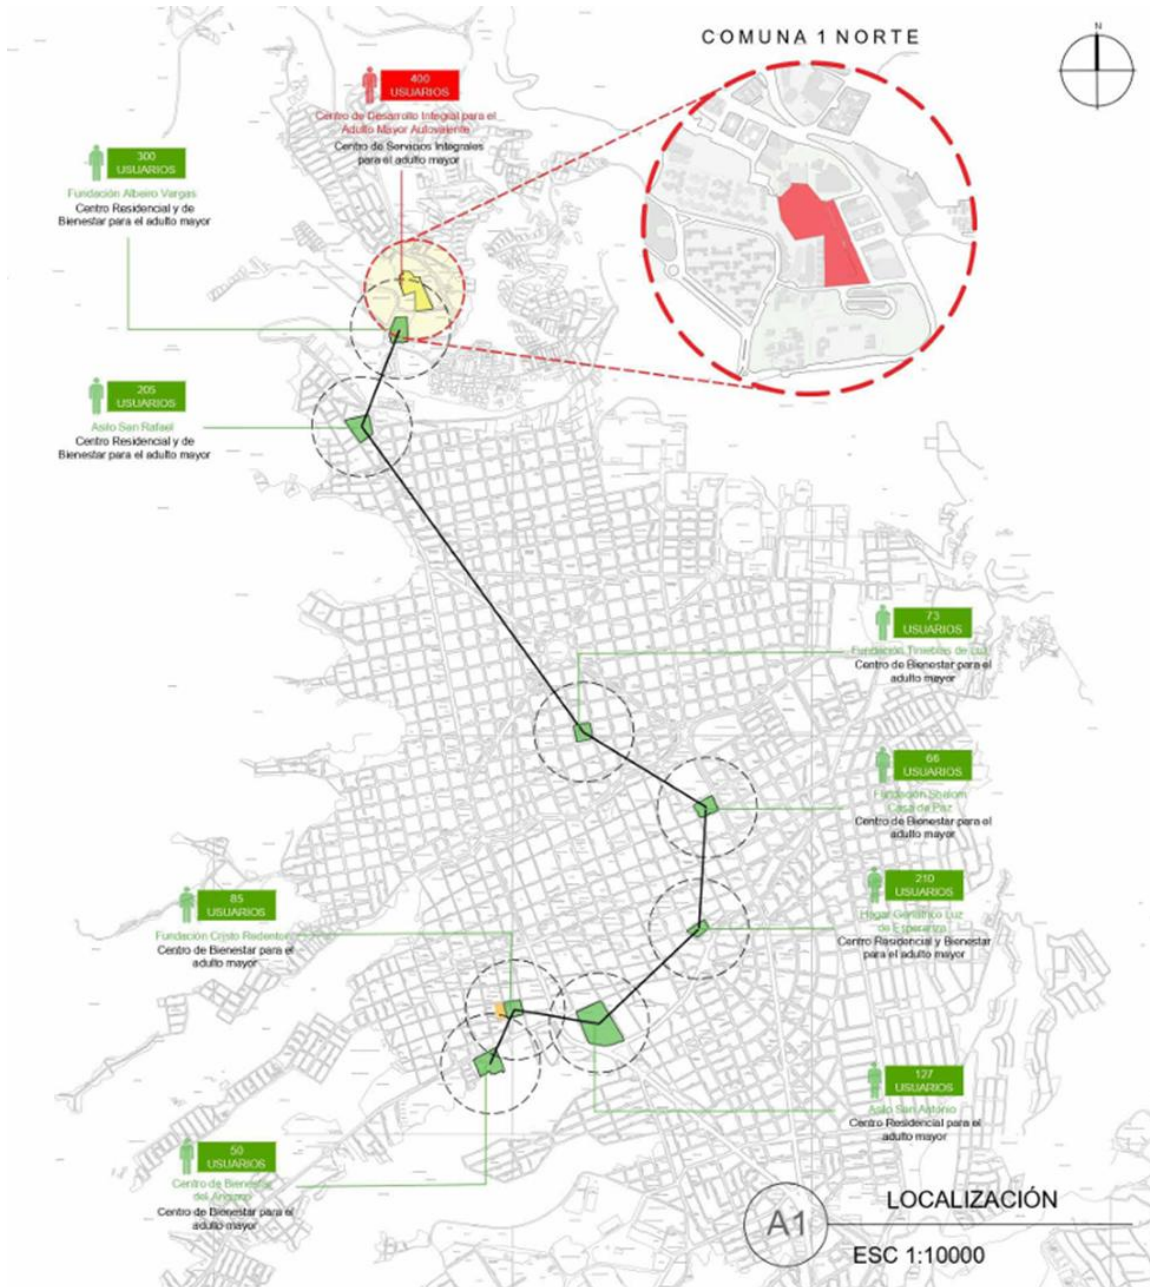 COMUNA 1 NORTE
N
400
USUARIOS
Centro de Desarrollo Integral para el
Adulto Mayor Autovalente
Centro de Servicios Integrales
para el adulto mayor
300
USUARIOS
Fundación Albeiro Vargas
Centro Residencial y de
Bienestar para el adulto mayor
205
USUARIOS
Asilo San Rafael
Centro Residencial y de
Bienestar para el adulto mayor
73
USUARIOS
Fundación Tinieblas de Luz
Centro de Bienestar para el
adulto mayor
66
USUARIOS
Fundación Shalom
Casa de Paz
Centro de Bienestar para el
adulto mayor
210
USUARIOS
Hogar Geriátrico Luz
de Esperanza
Centro Residencial y Bienestar
para el adulto mayor
85
USUARIOS
Fundación Cristo Redentor
Centro de Bienestar para el
adulto mayor
127
USUARIOS
Asilo San Antonio
Centro Residencial para el
adulto mayor
50
USUARIOS
Centro de Bienestar
del Anciano
Centro de Bienestar para el
adulto mayor
A1
LOCALIZACIÓN
ESC 1:10000